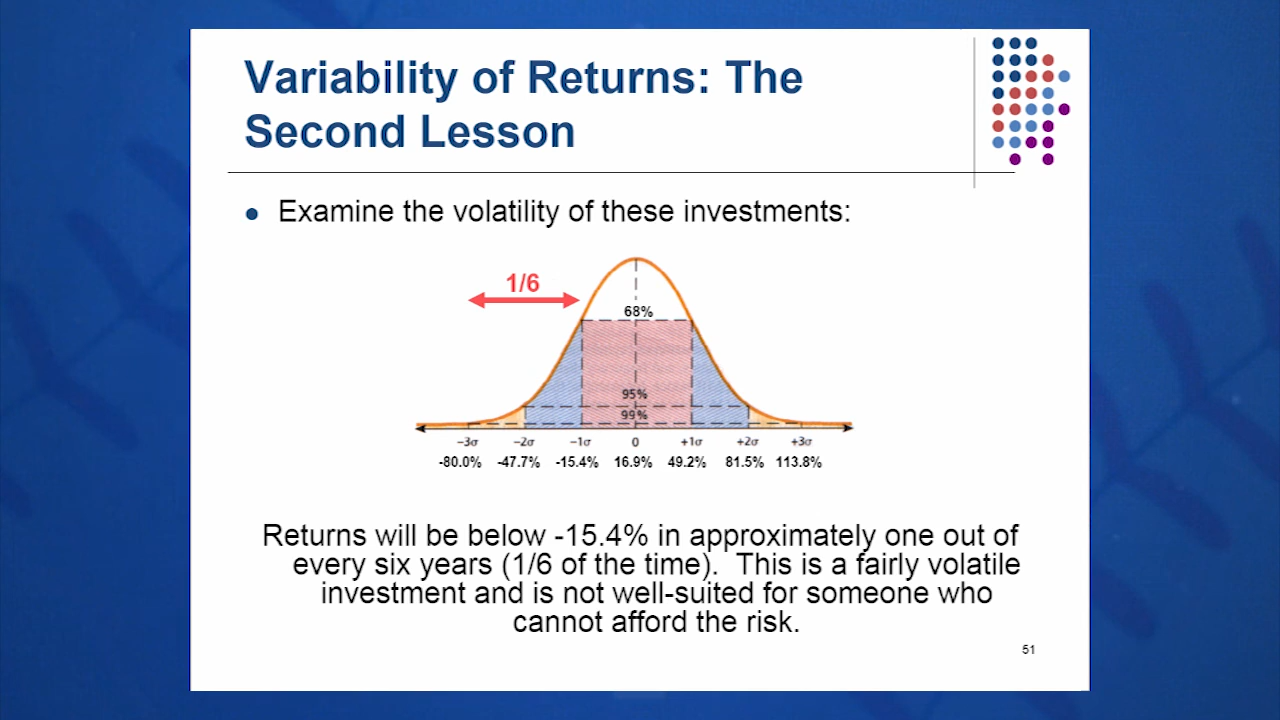 Variability of Returns: The
Second Lesson
Examine the volatility of these investments:
1/6
68%
95%
99%
−3σ −2σ −1σ 0 +1σ +2σ +3σ
-80.0% -47.7% -15.4% 16.9% 49.2% 81.5% 113.8%
Returns will be below -15.4% in approximately one out of
every six years (1/6 of the time). This is a fairly volatile
investment and is not well-suited for someone who
cannot afford the risk.
51